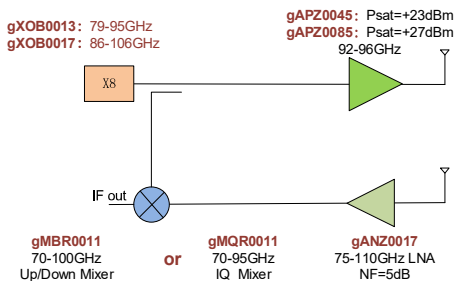 gXOB0013: 79-95GHz
gXOB0017: 86-106GHz
gAPZ0045: Psat=+23dBm
gAPZ0085: Psat=+27dBm
92-96GHz
X8
IF out
gMBR0011
70-100GHz
Up/Down Mixer
or
gMQR0011
70-95GHz
IQ Mixer
gANZ0017
75-110GHz LNA
NF=5dB